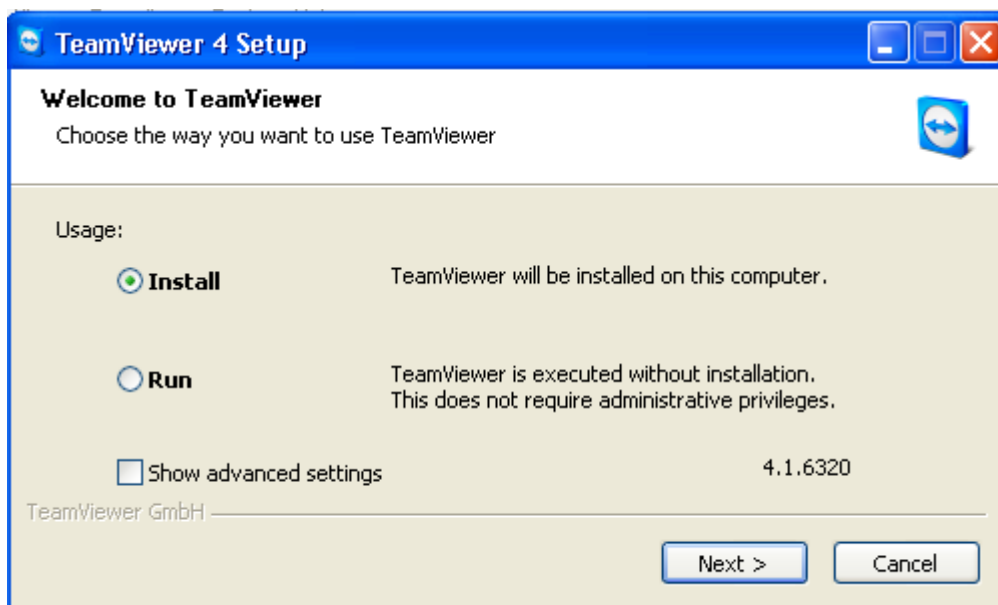 TeamViewer 4 Setup
Welcome to TeamViewer
Choose the way you want to use TeamViewer
Usage:
Install
TeamViewer will be installed on this computer.
Run
TeamViewer is executed without installation.
This does not require administrative privileges.
Show advanced settings
4.1.6320
TeamViewer GmbH
Next >
Cancel